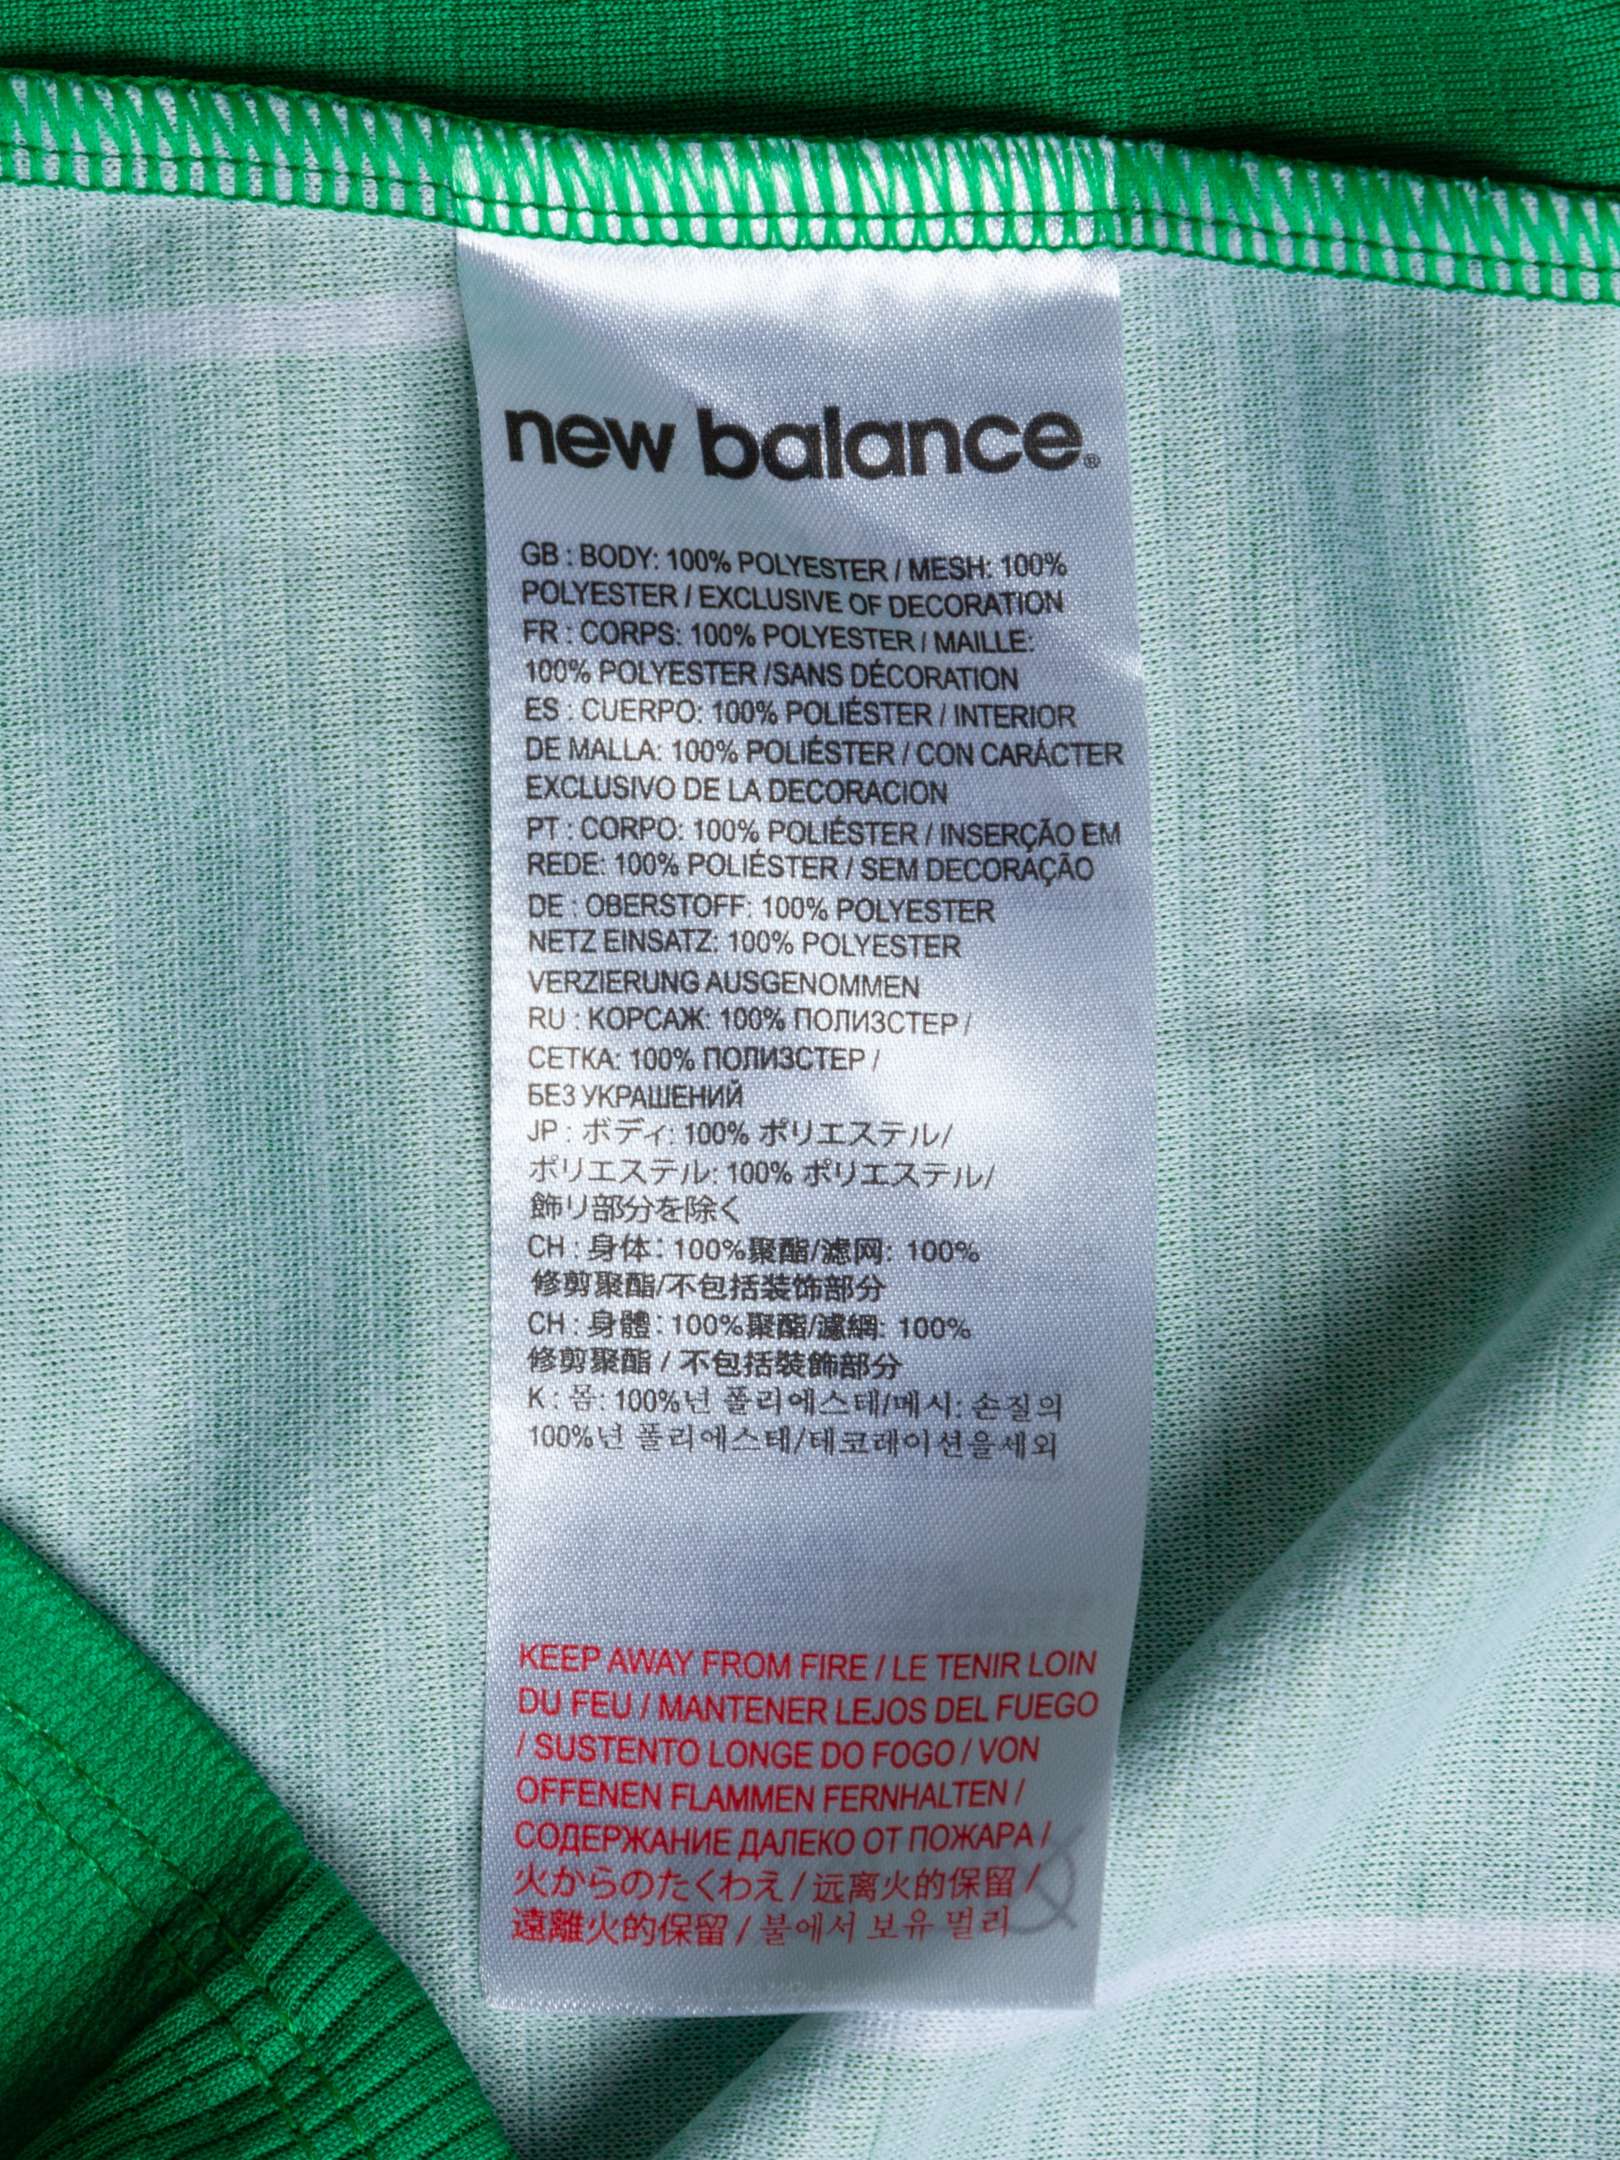 new balance®
GB : BODY: 100% POLYESTER / MESH: 100%
POLYESTER / EXCLUSIVE OF DECORATION
FR : CORPS: 100% POLYESTER / MAILLE:
100% POLYESTER /SANS DÉCORATION
ES : CUERPO: 100% POLIÉSTER / INTERIOR
DE MALLA: 100% POLIÉSTER / CON CARÁCTER
EXCLUSIVO DE LA DECORACION
PT : CORPO: 100% POLIÉSTER / INSERÇÃO EM
REDE: 100% POLIÉSTER / SEM DECORAÇÃO
DE : OBERSTOFF: 100% POLYESTER
NETZ EINSATZ: 100% POLYESTER
VERZIERUNG AUSGENOMMEN
RU : КОРСАЖ: 100% ПОЛИЗСТЕР /
СЕТКА: 100% ПОЛИЗСТЕР /
БЕЗ УКРАШЕНИЙ
JP : ボディ: 100% ポリエステル/
ポリエステル: 100% ポリエステル/
飾り部分を除く
CH : 身体: 100%聚酯/滤网: 100%
修剪聚酯/不包括装饰部分
CH : 身體: 100%聚酯/濾網: 100%
修剪聚酯 / 不包括裝飾部分
K : 몸: 100%넌 폴리에스테/메시: 손질의
100%넌 폴리에스테/테코레이션을세외
KEEP AWAY FROM FIRE / LE TENIR LOIN
DU FEU / MANTENER LEJOS DEL FUEGO
/ SUSTENTO LONGE DO FOGO / VON
OFFENEN FLAMMEN FERNHALTEN /
СОДЕРЖАНИЕ ДАЛЕКО ОТ ПОЖАРА /
火からのたくわえ / 远离火的保留 /
遠離火的保留 / 불에서 보유 멀리